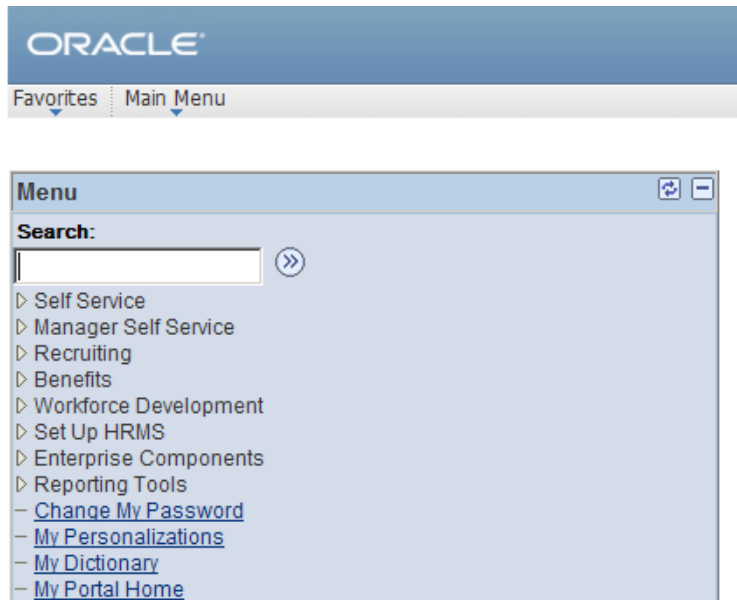 ORACLE
Favorites Main Menu
Menu
Search:
Self Service
Manager Self Service
Recruiting
Benefits
Workforce Development
Set Up HRMS
Enterprise Components
Reporting Tools
Change My Password
My Personalizations
My Dictionary
My Portal Home